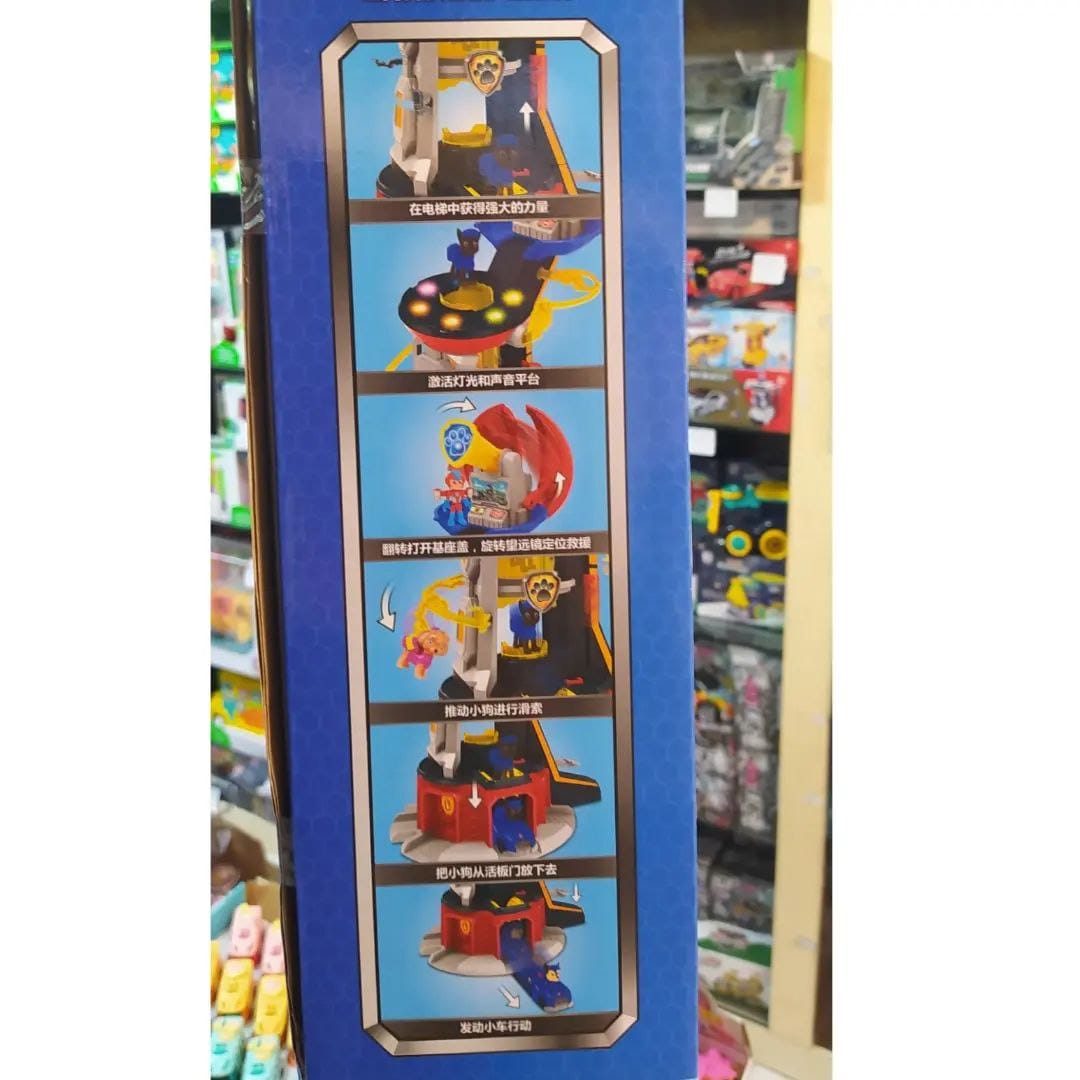 在电梯中获得强大的力量
激活灯光和声音平台
翻转打开基座盖，旋转望远镜定位救援
推动小狗进行滑索
把小狗从活板门放下去
发动小车行动